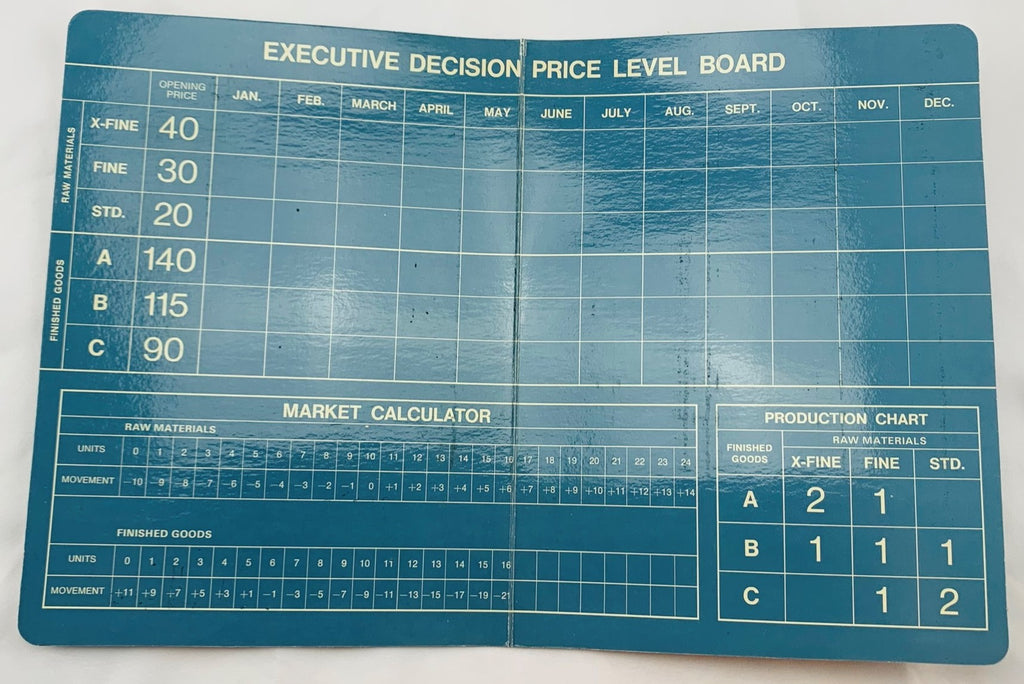 EXECUTIVE DECISION PRICE LEVEL BOARD
OPENING PRICE JAN. FEB. MARCH APRIL MAY JUNE JULY AUG. SEPT. OCT. NOV. DEC.
RAW MATERIALS
X-FINE 40
FINE 30
STD. 20
FINISHED GOODS
A 140
B 115
C 90
MARKET CALCULATOR
RAW MATERIALS
UNITS 0 1 2 3 4 5 6 7 8 9 10 11 12 13 14 15 16 17 18 19 20 21 22 23 24
MOVEMENT -10 -9 -8 -7 -6 -5 -4 -3 -2 -1 0 +1 +2 +3 +4 +5 +6 +7 +8 +9 +10 +11 +12 +13 +14
FINISHED GOODS
UNITS 0 1 2 3 4 5 6 7 8 9 10 11 12 13 14 15 16
MOVEMENT +11 +9 +7 +5 +3 +1 -1 -3 -5 -7 -9 -11 -13 -15 -17 -19 -21
PRODUCTION CHART
FINISHED GOODS RAW MATERIALS
X-FINE FINE STD.
A 2 1
B 1 1 1
C 1 2